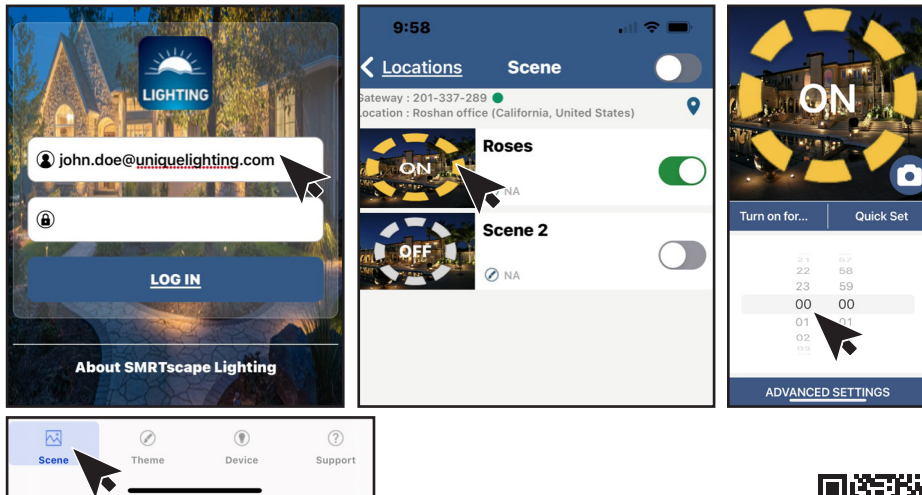 LIGHTING
john.doe@uniquelighting.com
LOG IN
About SMRTscape Lighting
9:58
Locations Scene
Gateway : 201-337-289
Location : Roshan office (California, United States)
ON
Roses
NA
OFF
Scene 2
NA
ON
Turn on for... Quick Set
21 57
22 58
23 59
00 00
01 01
02
03
ADVANCED SETTINGS
Scene Theme Device Support